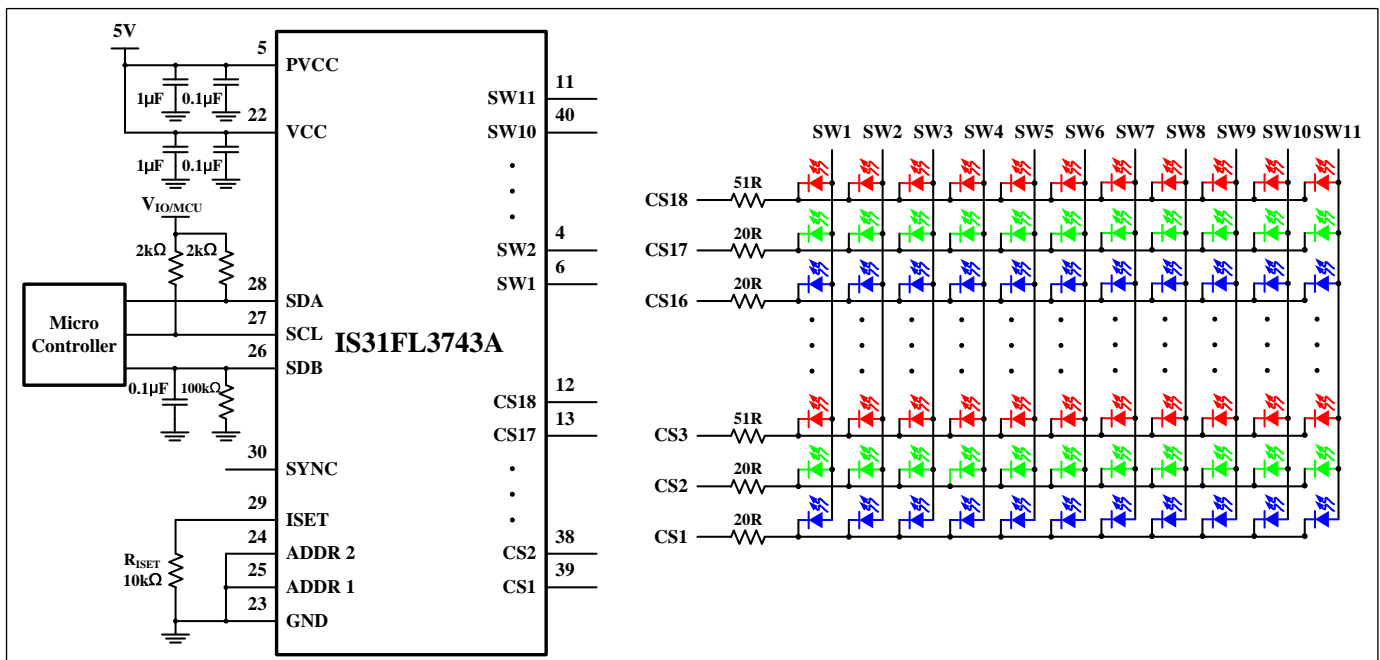 5V
5
PVCC
1µF
0.1µF
22
VCC
1µF
0.1µF
VIO/MCU
2kΩ
2kΩ
28
SDA
27
SCL
26
SDB
Micro
Controller
0.1µF
100kΩ
30
SYNC
29
ISET
24
ADDR 2
25
ADDR 1
23
GND
RISET
10kΩ
IS31FL3743A
11
SW11
40
SW10
4
SW2
6
SW1
12
CS18
13
CS17
38
CS2
39
CS1
SW1 SW2 SW3 SW4 SW5 SW6 SW7 SW8 SW9 SW10 SW11
51R
CS18
20R
CS17
20R
CS16
51R
CS3
20R
CS2
20R
CS1